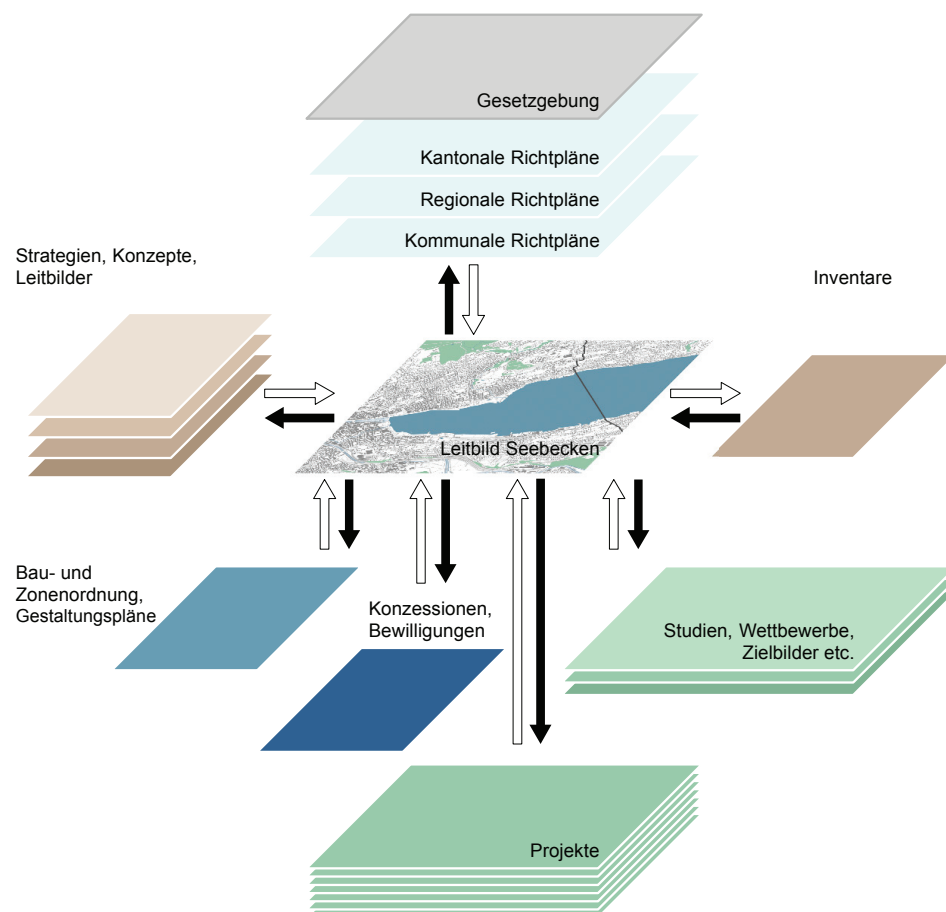 Gesetzgebung
Kantonale Richtpläne
Regionale Richtpläne
Kommunale Richtpläne
Strategien, Konzepte,
Leitbilder
Inventare
Leitbild Seebecken
Bau- und
Zonenordnung,
Gestaltungspläne
Konzessionen,
Bewilligungen
Studien, Wettbewerbe,
Zielbilder etc.
Projekte